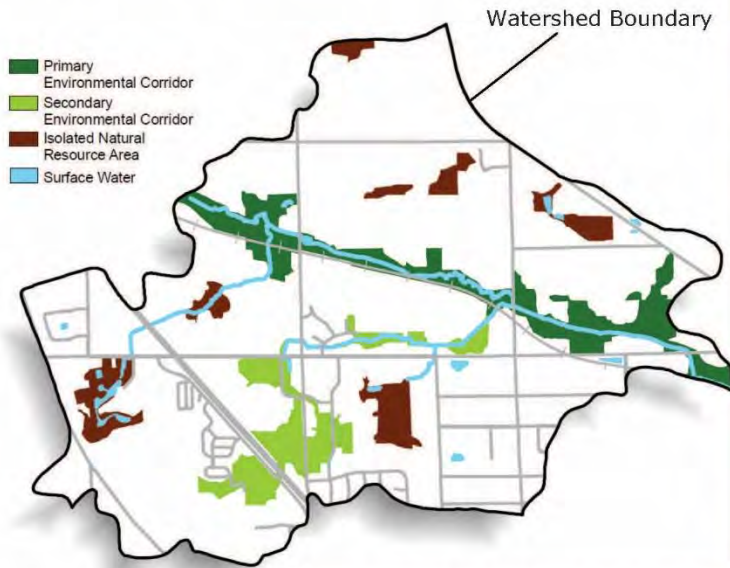 Watershed Boundary
Primary
Environmental Corridor
Secondary
Environmental Corridor
Isolated Natural
Resource Area
Surface Water